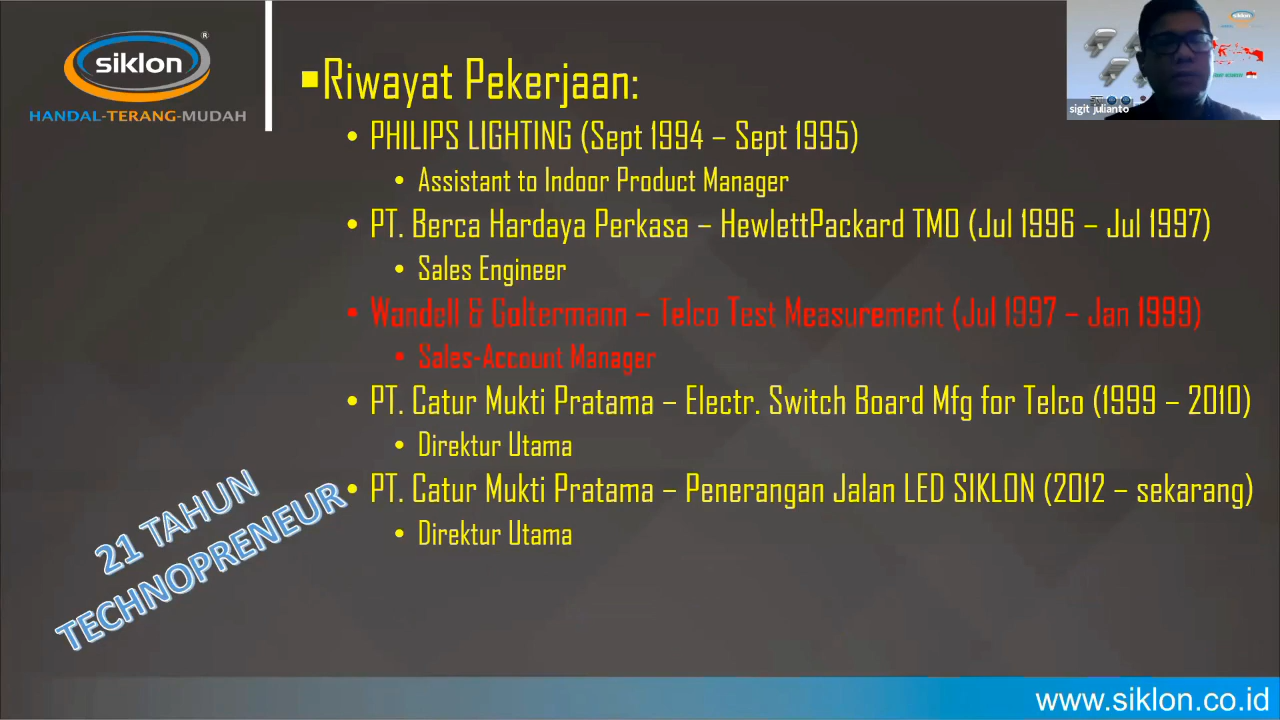 siklon®
HANDAL-TERANG-MUDAH
sigit julianto
▪Riwayat Pekerjaan:
• PHILIPS LIGHTING (Sept 1994 – Sept 1995)
• Assistant to Indoor Product Manager
• PT. Berca Hardaya Perkasa – HewlettPackard TMO (Jul 1996 – Jul 1997)
• Sales Engineer
• Wandell & Goltermann – Telco Test Measurement (Jul 1997 – Jan 1999)
• Sales-Account Manager
• PT. Catur Mukti Pratama – Electr. Switch Board Mfg for Telco (1999 – 2010)
• Direktur Utama
• PT. Catur Mukti Pratama – Penerangan Jalan LED SIKLON (2012 – sekarang)
• Direktur Utama
21 TAHUN
TECHNOPRENEUR
www.siklon.co.id